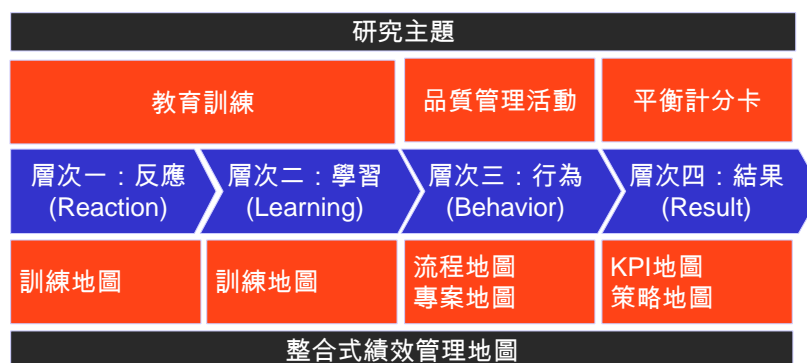 研究主題
教育訓練
品質管理活動
平衡計分卡
層次一：反應
(Reaction)
層次二：學習
(Learning)
層次三：行為
(Behavior)
層次四：結果
(Result)
訓練地圖
訓練地圖
流程地圖
專案地圖
KPI地圖
策略地圖
整合式績效管理地圖